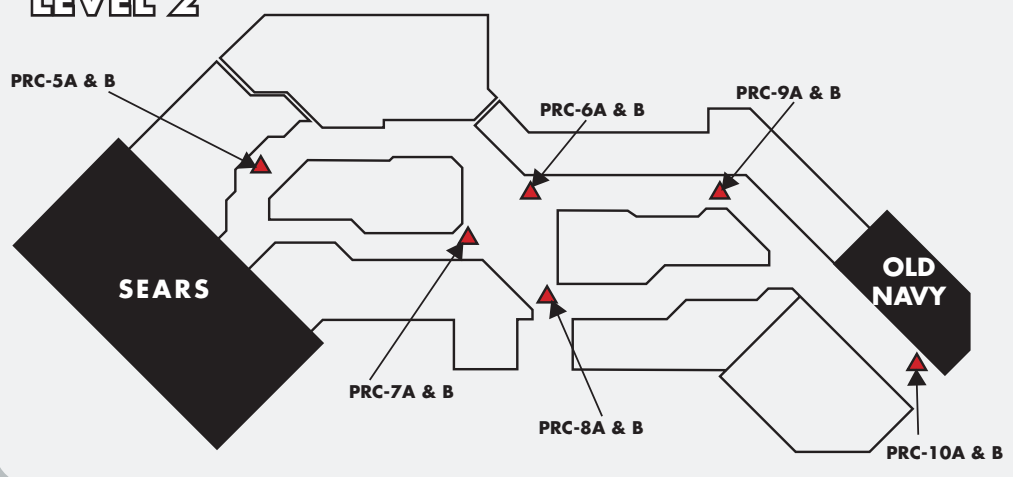 LEVEL 2
PRC-5A & B
PRC-6A & B
PRC-9A & B
SEARS
OLD
NAVY
PRC-7A & B
PRC-8A & B
PRC-10A & B